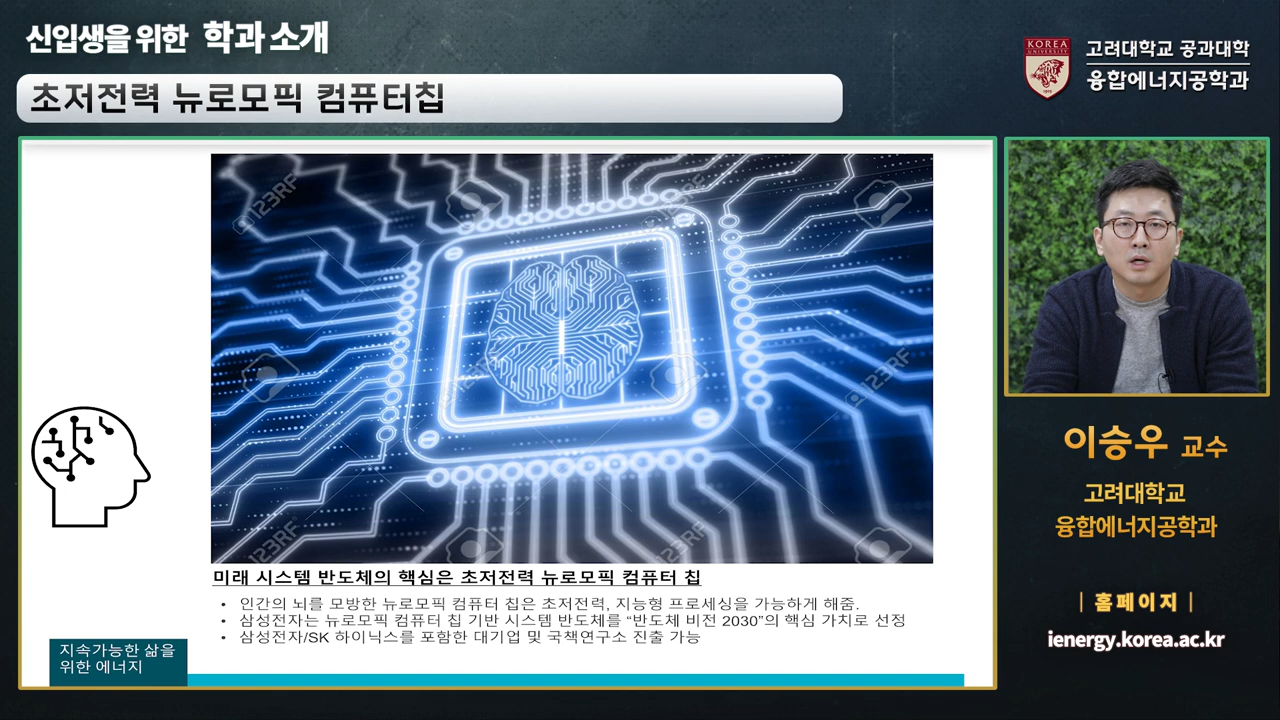 신입생을 위한 학과 소개
초저전력 뉴로모픽 컴퓨터칩
KOREA
UNIVERSITY
고려대학교 공과대학
융합에너지공학과
123RF
123RF
123RF
123RF
123RF
미래 시스템 반도체의 핵심은 초저전력 뉴로모픽 컴퓨터 칩
• 인간의 뇌를 모방한 뉴로모픽 컴퓨터 칩은 초저전력, 지능형 프로세싱을 가능하게 해줌.
• 삼성전자는 뉴로모픽 컴퓨터 칩 기반 시스템 반도체를 “반도체 비전 2030”의 핵심 가치로 선정
• 삼성전자/SK 하이닉스를 포함한 대기업 및 국책연구소 진출 가능
지속가능한 삶을
위한 에너지
이승우 교수
고려대학교
융합에너지공학과
| 홈페이지 |
ienergy.korea.ac.kr